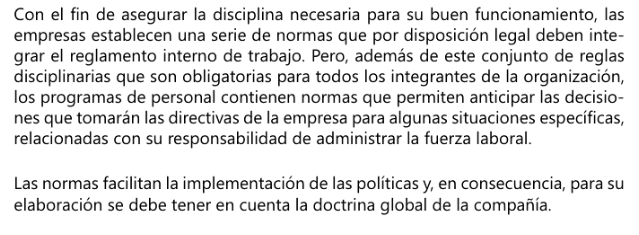 Con el fin de asegurar la disciplina necesaria para su buen funcionamiento, las
empresas establecen una serie de normas que por disposición legal deben inte-
grar el reglamento interno de trabajo. Pero, además de este conjunto de reglas
disciplinarias que son obligatorias para todos los integrantes de la organización,
los programas de personal contienen normas que permiten anticipar las decisio-
nes que tomarán las directivas de la empresa para algunas situaciones específicas,
relacionadas con su responsabilidad de administrar la fuerza laboral.
Las normas facilitan la implementación de las políticas y, en consecuencia, para su
elaboración se debe tener en cuenta la doctrina global de la compañía.